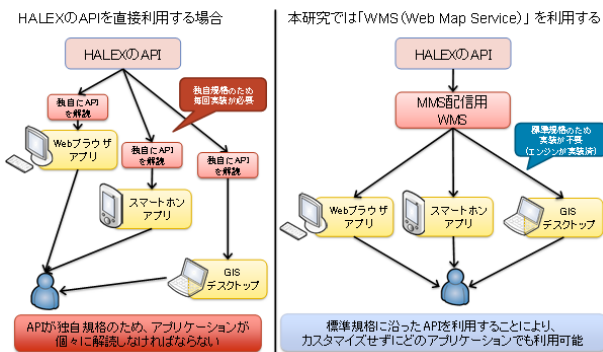 HALEXのAPIを直接利用する場合
HALEXのAPI
独自にAPI
を解読
独自規格のため
毎回実験が必要
Webブラウザ
アプリ
独自にAPI
を解読
独自にAPI
を解読
スマートホン
アプリ
GIS
デスクトップ
APIが独自規格のため、アプリケーションが
個々に解読しなければならない
本研究では「WMS(Web Map Service)」を利用する
HALEXのAPI
MMS配信用
WMS
標準規格のため
実験が不要
(エンジンが実装済)
Webブラウザ
アプリ
スマートホン
アプリ
GIS
デスクトップ
標準規格に沿ったAPIを利用することにより、
カスタマイズせずにどのアプリケーションでも利用可能